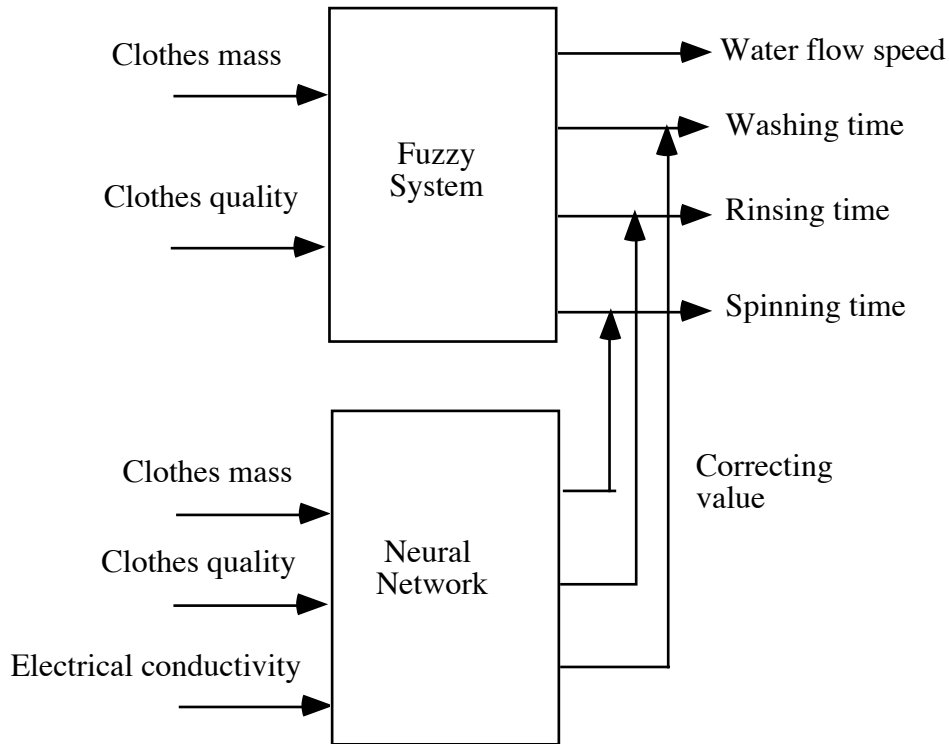 Clothes mass
Clothes quality
Fuzzy
System
Water flow speed
Washing time
Rinsing time
Spinning time
Clothes mass
Clothes quality
Electrical conductivity
Neural
Network
Correcting
value